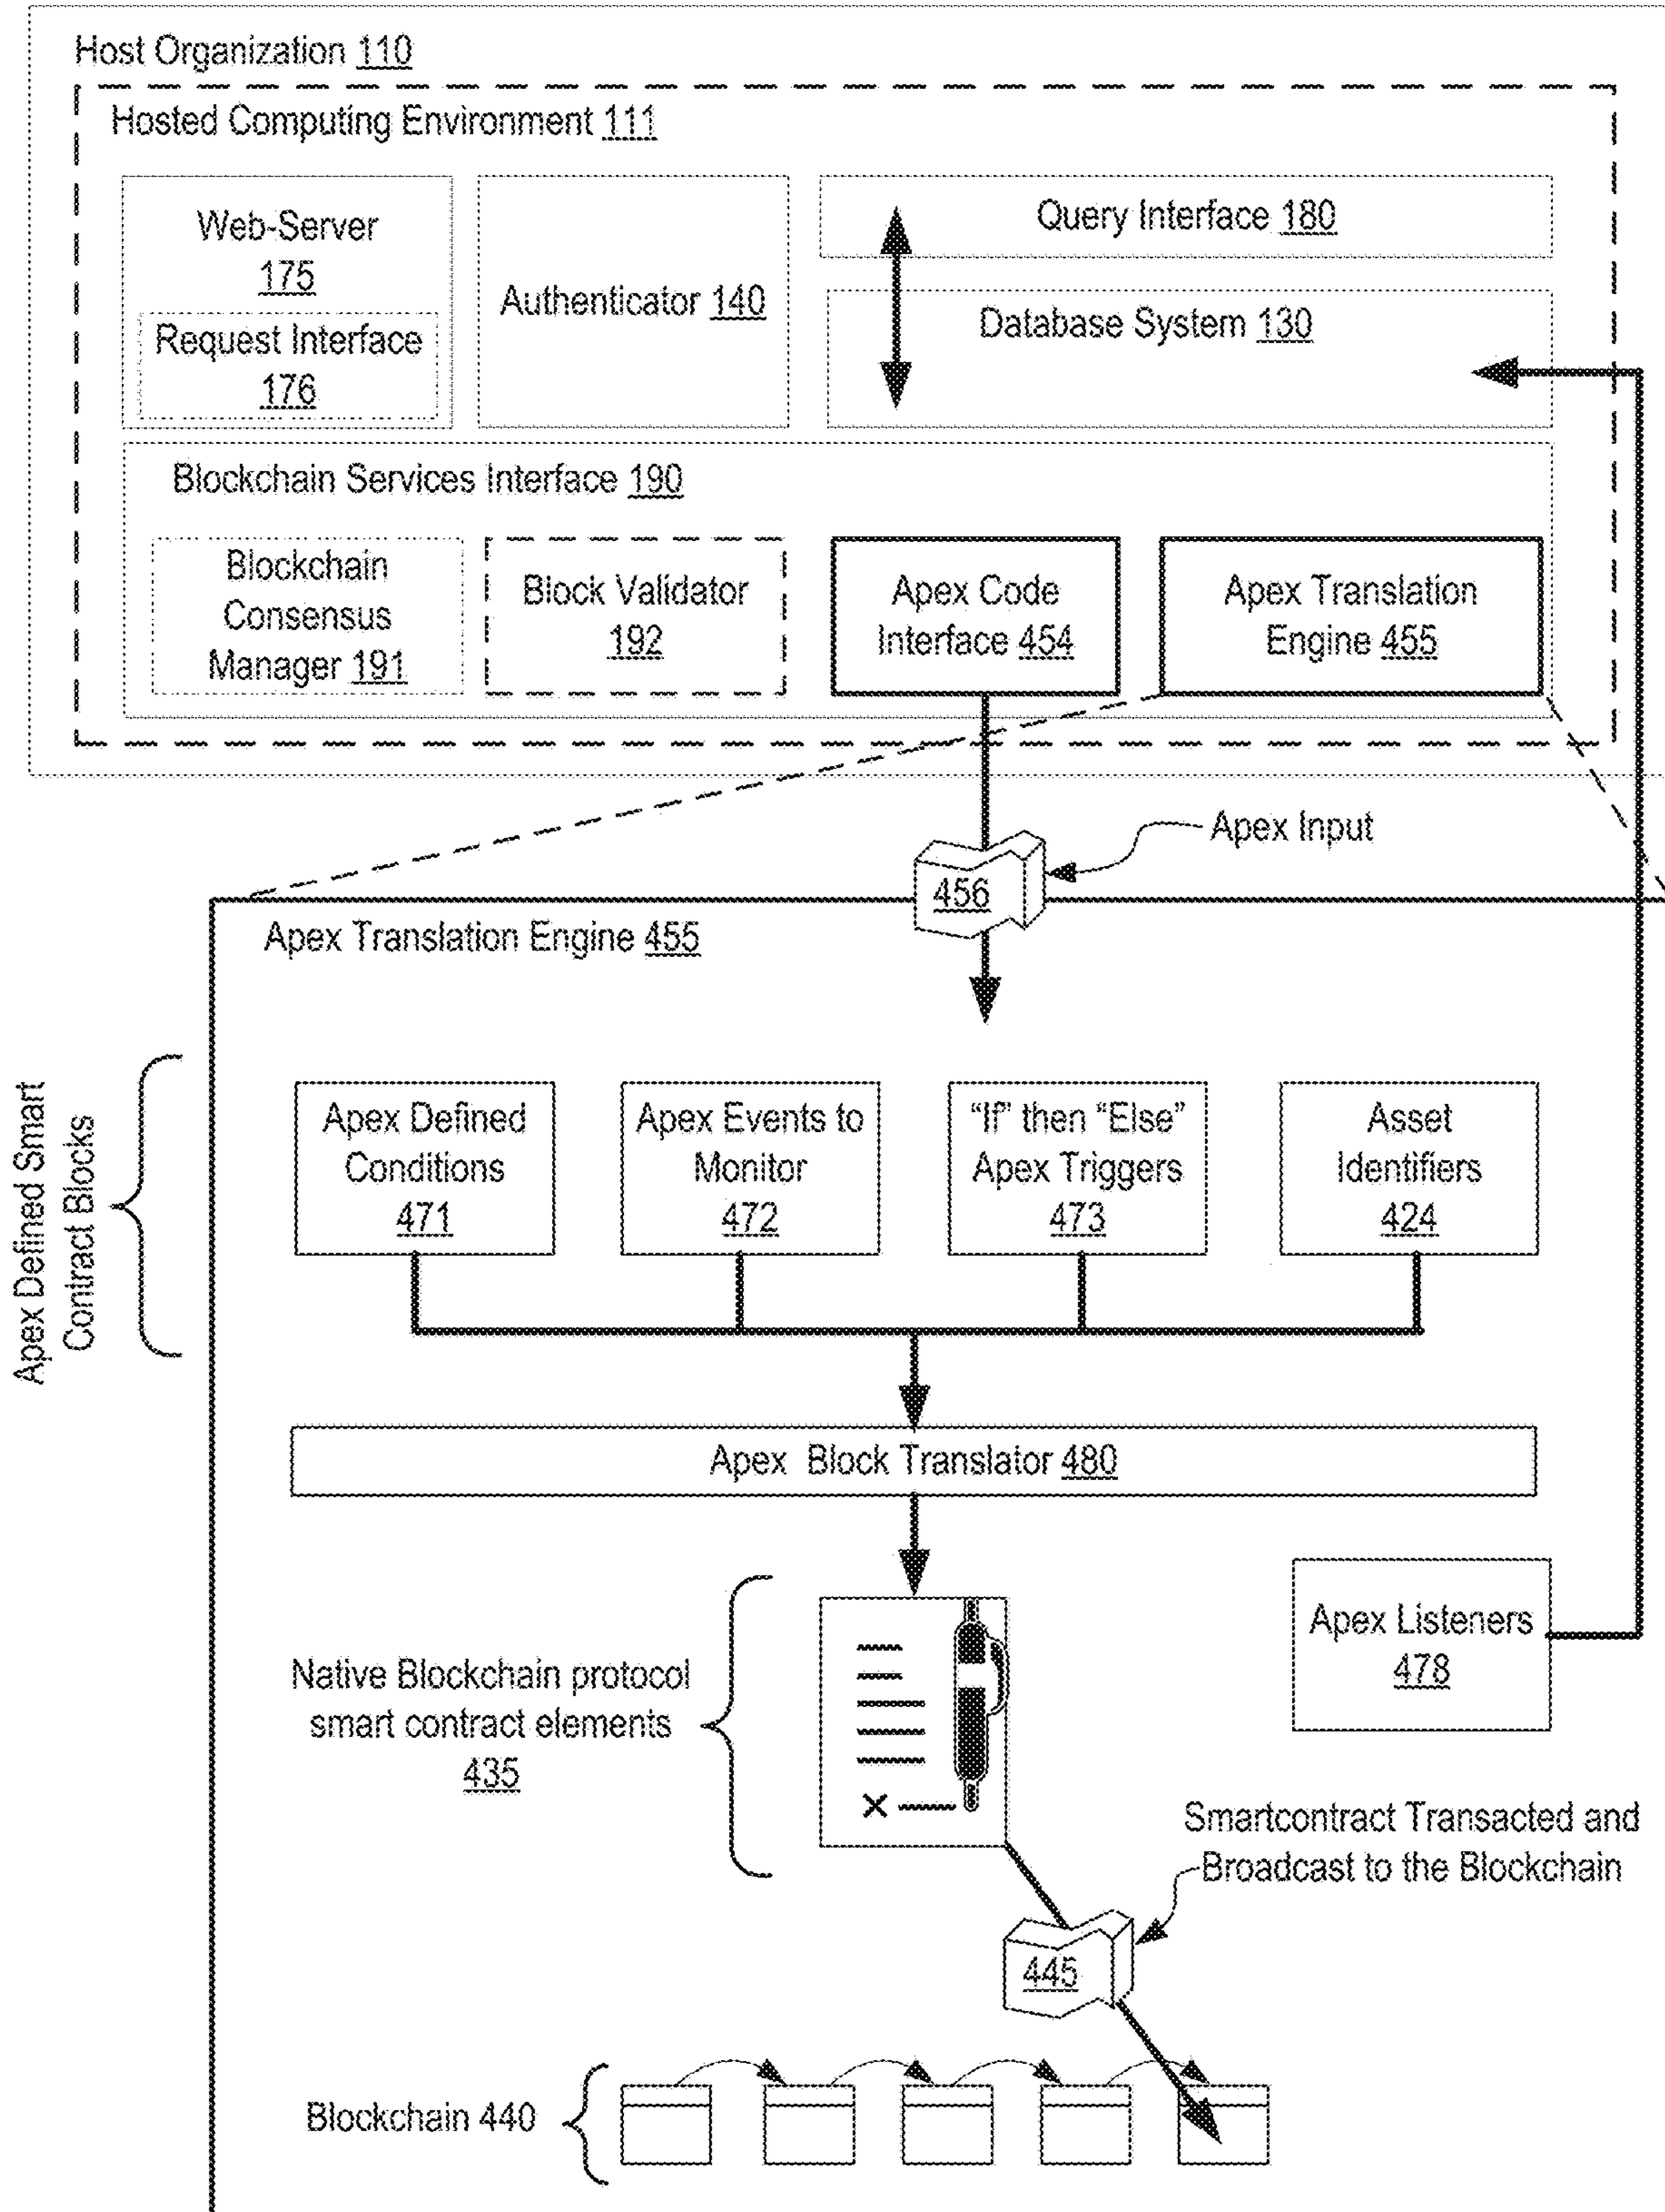 Host Organization 110
Hosted Computing Environment 111
Web-Server
175
Request Interface
176
Authenticator 140
Query Interface 180
Database System 130
Blockchain Services Interface 190
Blockchain
Consensus
Manager 191
Block Validator
192
Apex Code
Interface 454
Apex Translation
Engine 455
Apex Input
456
Apex Translation Engine 455
Apex Defined Smart
Contract Blocks
Apex Defined
Conditions
471
Apex Events to
Monitor
472
“If” then “Else”
Apex Triggers
473
Asset
Identifiers
424
Apex Block Translator 480
Native Blockchain protocol
smart contract elements
435
Apex Listeners
478
Smartcontract Transacted and
Broadcast to the Blockchain
445
Blockchain 440